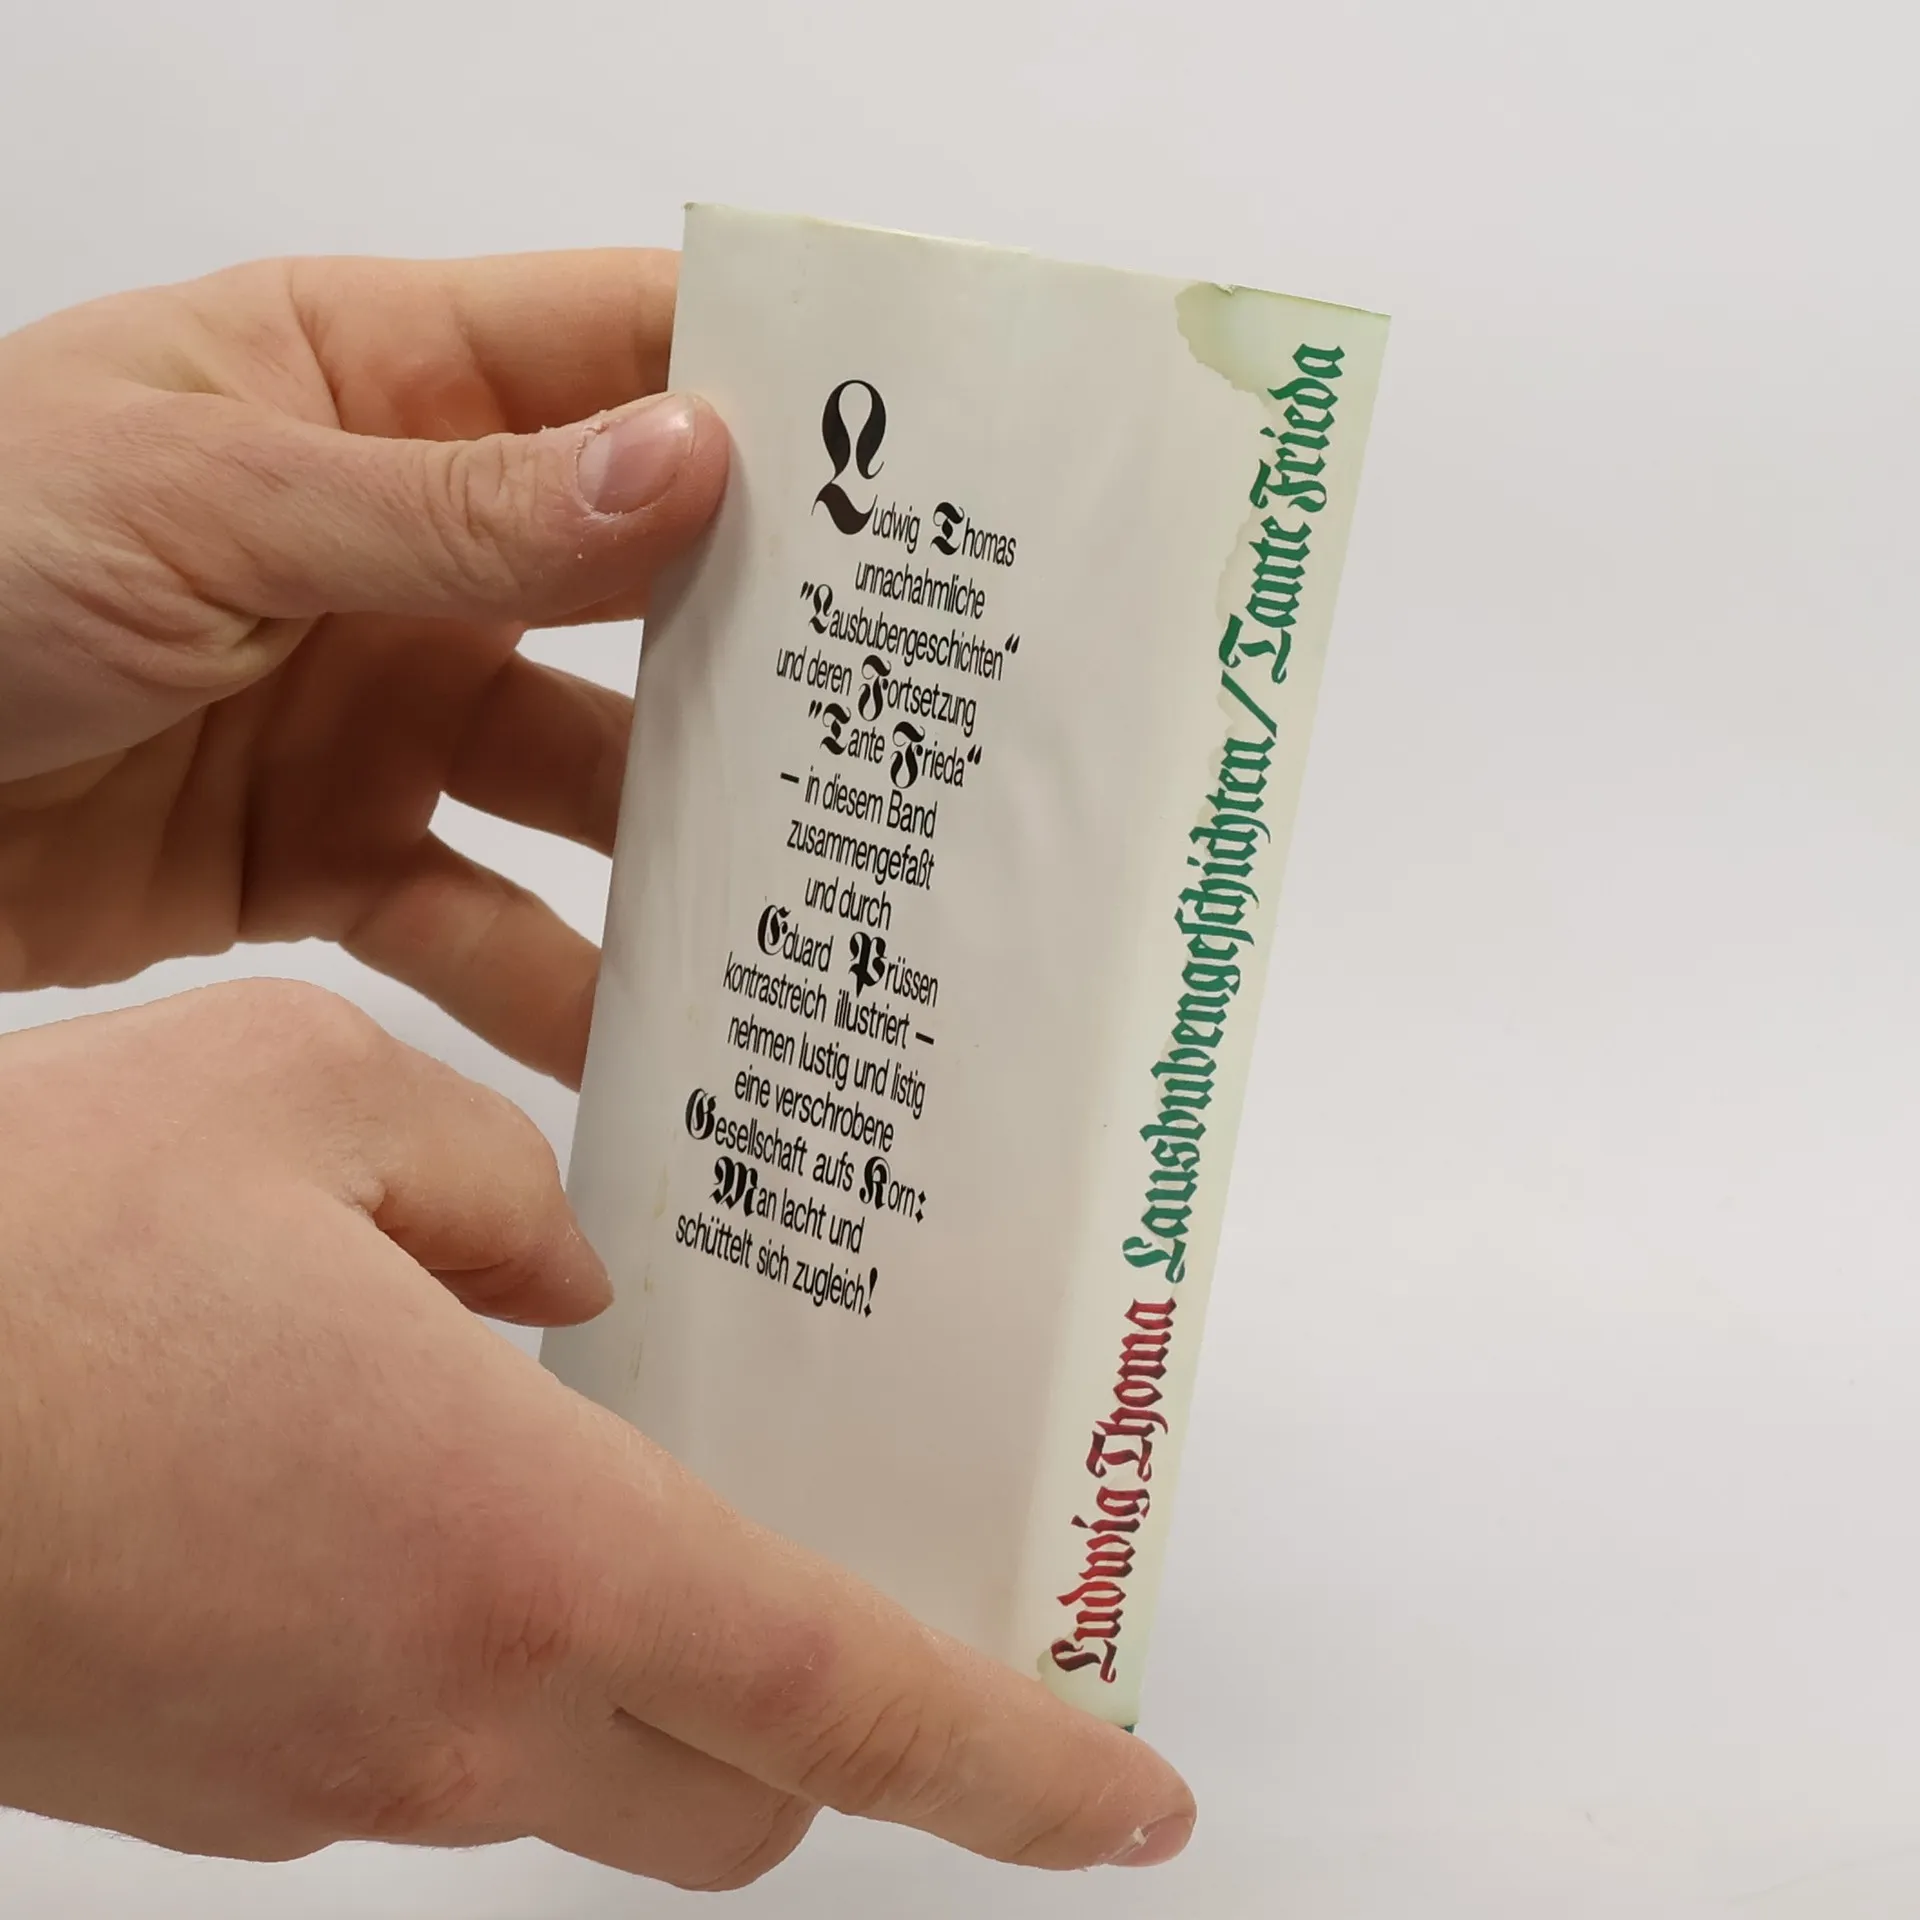 Ludwig Thomas
unnachahmliche
"Lausbubengeschichten“
und deren Fortsetzung
"Tante Frieda“
– in diesem Band
zusammengefaßt
und durch
Eduard Prüssen
kontrastreich illustriert –
nehmen lustig und listig
eine verschrobene
Gesellschaft aufs Korn:
Man lacht und
schüttelt sich zugleich!
Ludwig Thoma Lausbubengeſchichten/Tante Frieda